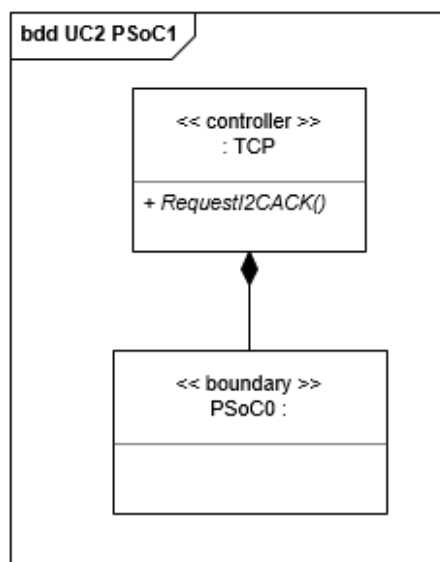 bdd UC2 PSoC1
<< controller >>
: TCP
+ RequestI2CACK()
<< boundary >>
PSoC0 :